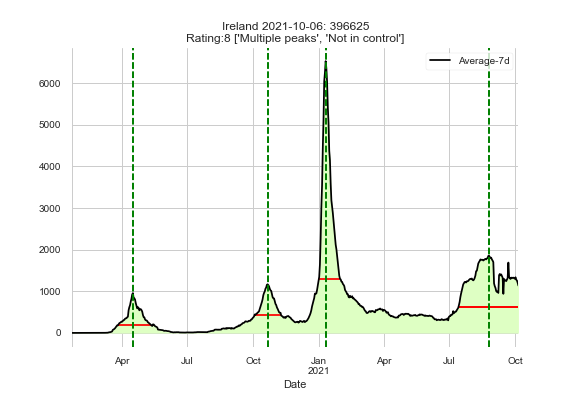 Ireland 2021-10-06: 396625
Rating:8 ['Multiple peaks', 'Not in control']
Average-7d
6000
5000
4000
3000
2000
1000
0
Apr
Jul
Oct
Jan
2021
Apr
Jul
Oct
Date